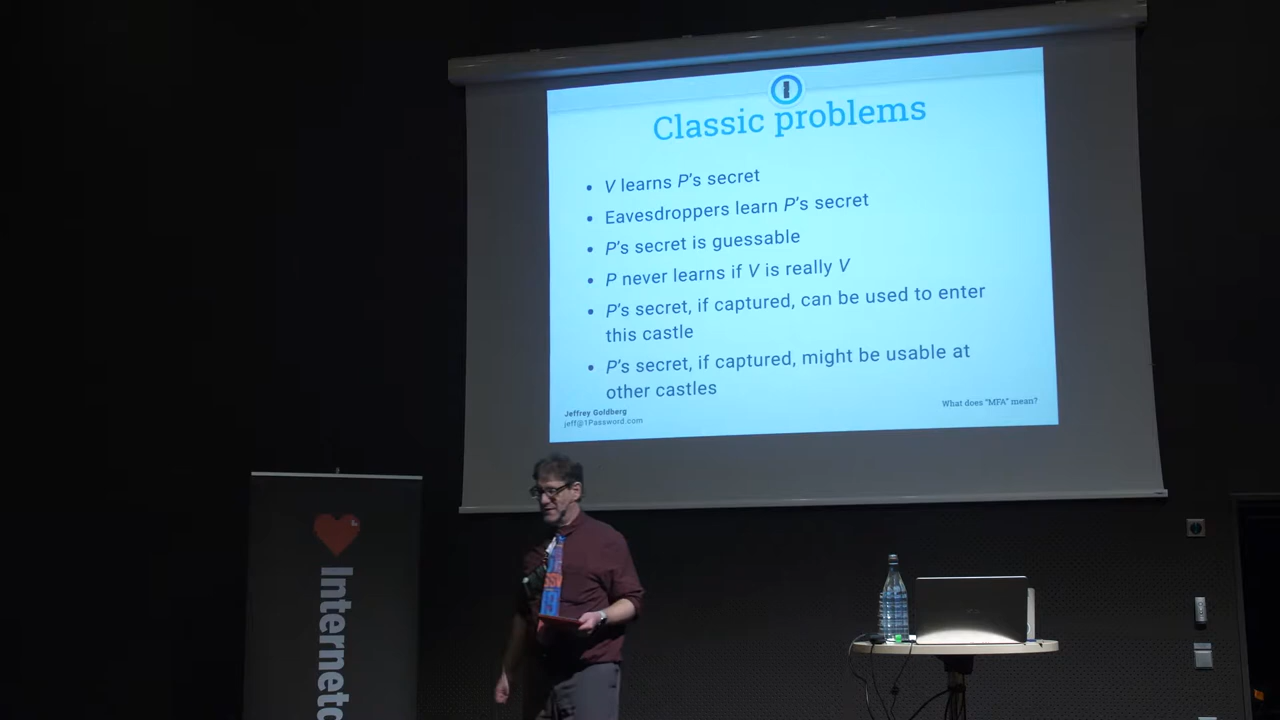 Classic problems
• V learns P's secret
• Eavesdroppers learn P's secret
• P's secret is guessable
• P never learns if V is really V
• P's secret, if captured, can be used to enter
this castle
• P's secret, if captured, might be usable at
other castles
Jeffrey Goldberg
jeff@1Password.com
What does "MFA" mean?